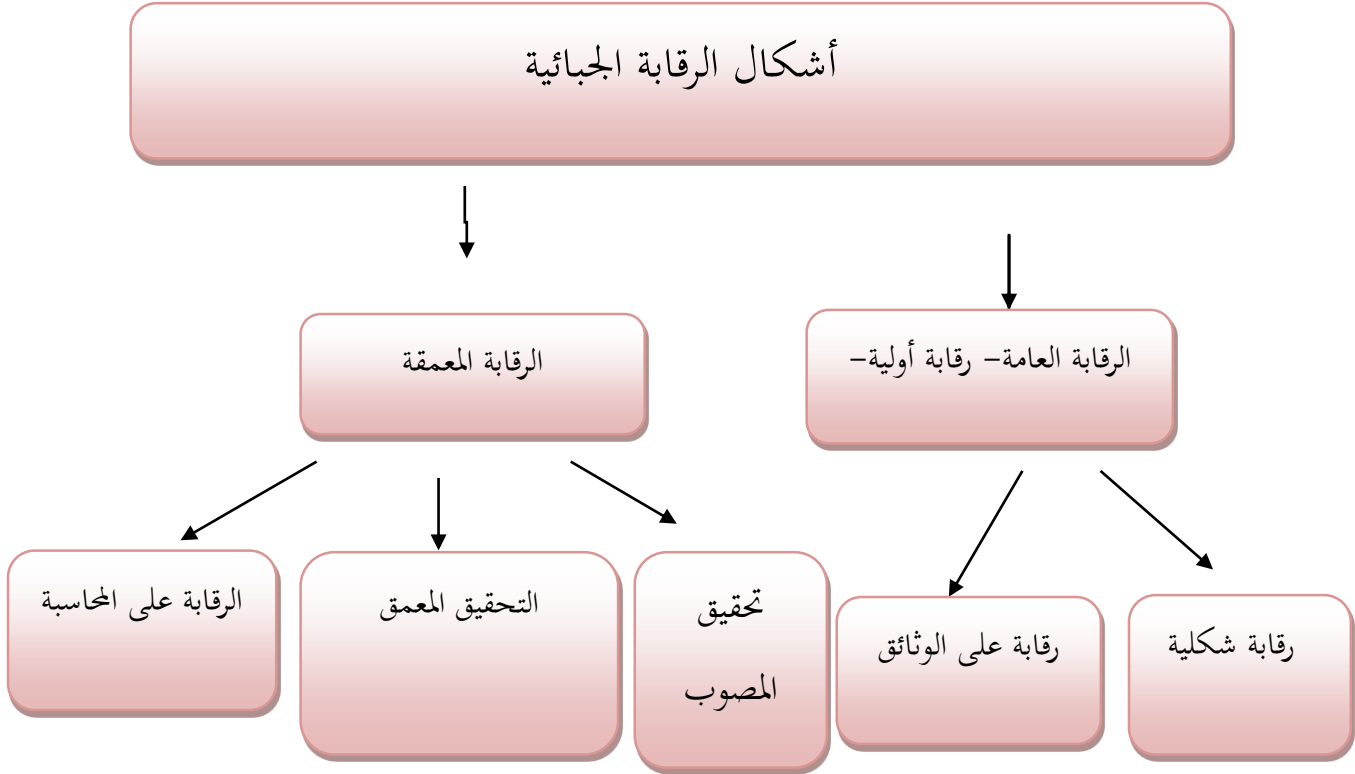 أشكال الرقابة الجبائية
الرقابة العامة– رقابة أولية–
الرقابة المعمقة
رقابة شكلية
رقابة على الوثائق
تحقيق
المصوب
التحقيق المعمق
الرقابة على المحاسبة